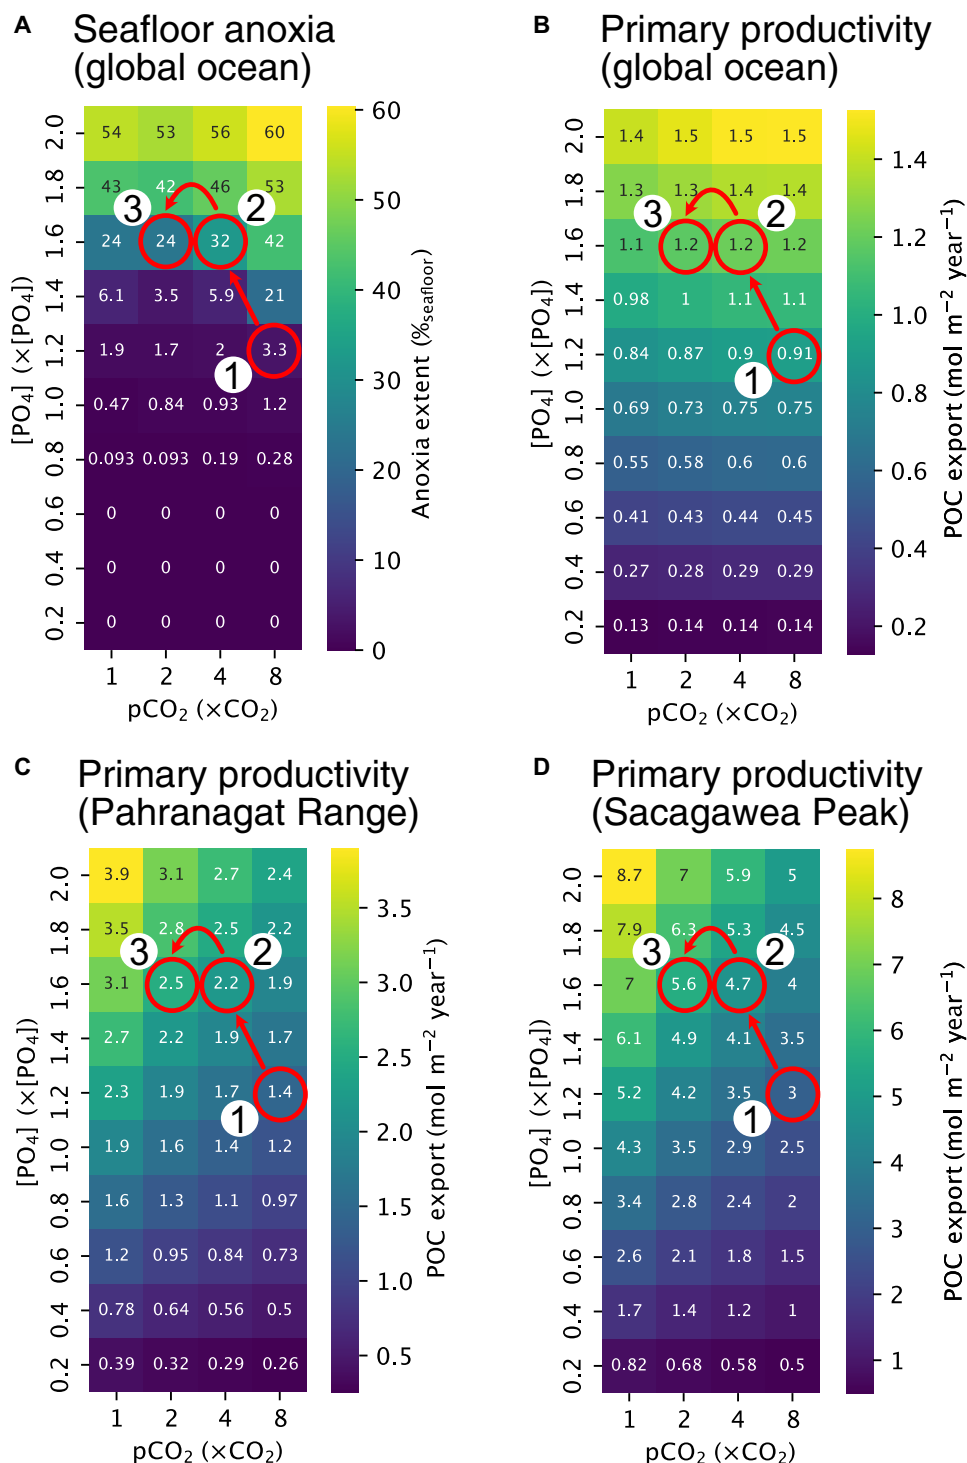 A Seafloor anoxia
(global ocean)
2.0 54 53 56 60
1.8 43 42 46 53
3 2
1.6 24 24 32 42
1.4 6.1 3.5 5.9 21
1.2 1.9 1.7 2 3.3
1
1.0 0.47 0.84 0.93 1.2
0.8 0.093 0.093 0.19 0.28
0.6 0 0 0 0
0.4 0 0 0 0
0.2 0 0 0 0
1 2 4 8
pCO₂ (×CO₂)
[PO₄] (×[PO₄])
60
50
40
30
20
10
0
Anoxia extent (%seafloor)
B Primary productivity
(global ocean)
2.0 1.4 1.5 1.5 1.5
1.8 1.3 1.3 1.4 1.4
3 2
1.6 1.1 1.2 1.2 1.2
1.4 0.98 1 1.1 1.1
1.2 0.84 0.87 0.9 0.91
1
1.0 0.69 0.73 0.75 0.75
0.8 0.55 0.58 0.6 0.6
0.6 0.41 0.43 0.44 0.45
0.4 0.27 0.28 0.29 0.29
0.2 0.13 0.14 0.14 0.14
1 2 4 8
pCO₂ (×CO₂)
[PO₄] (×[PO₄])
1.4
1.2
1.0
0.8
0.6
0.4
0.2
POC export (mol m⁻² year⁻¹)
C Primary productivity
(Pahranagat Range)
2.0 3.9 3.1 2.7 2.4
1.8 3.5 2.8 2.5 2.2
3 2
1.6 3.1 2.5 2.2 1.9
1.4 2.7 2.2 1.9 1.7
1.2 2.3 1.9 1.7 1.4
1
1.0 1.9 1.6 1.4 1.2
0.8 1.6 1.3 1.1 0.97
0.6 1.2 0.95 0.84 0.73
0.4 0.78 0.64 0.56 0.5
0.2 0.39 0.32 0.29 0.26
1 2 4 8
pCO₂ (×CO₂)
[PO₄] (×[PO₄])
3.5
3.0
2.5
2.0
1.5
1.0
0.5
POC export (mol m⁻² year⁻¹)
D Primary productivity
(Sacagawea Peak)
2.0 8.7 7 5.9 5
1.8 7.9 6.3 5.3 4.5
3 2
1.6 7 5.6 4.7 4
1.4 6.1 4.9 4.1 3.5
1.2 5.2 4.2 3.5 3
1
1.0 4.3 3.5 2.9 2.5
0.8 3.4 2.8 2.4 2
0.6 2.6 2.1 1.8 1.5
0.4 1.7 1.4 1.2 1
0.2 0.82 0.68 0.58 0.5
1 2 4 8
pCO₂ (×CO₂)
[PO₄] (×[PO₄])
8
7
6
5
4
3
2
1
POC export (mol m⁻² year⁻¹)